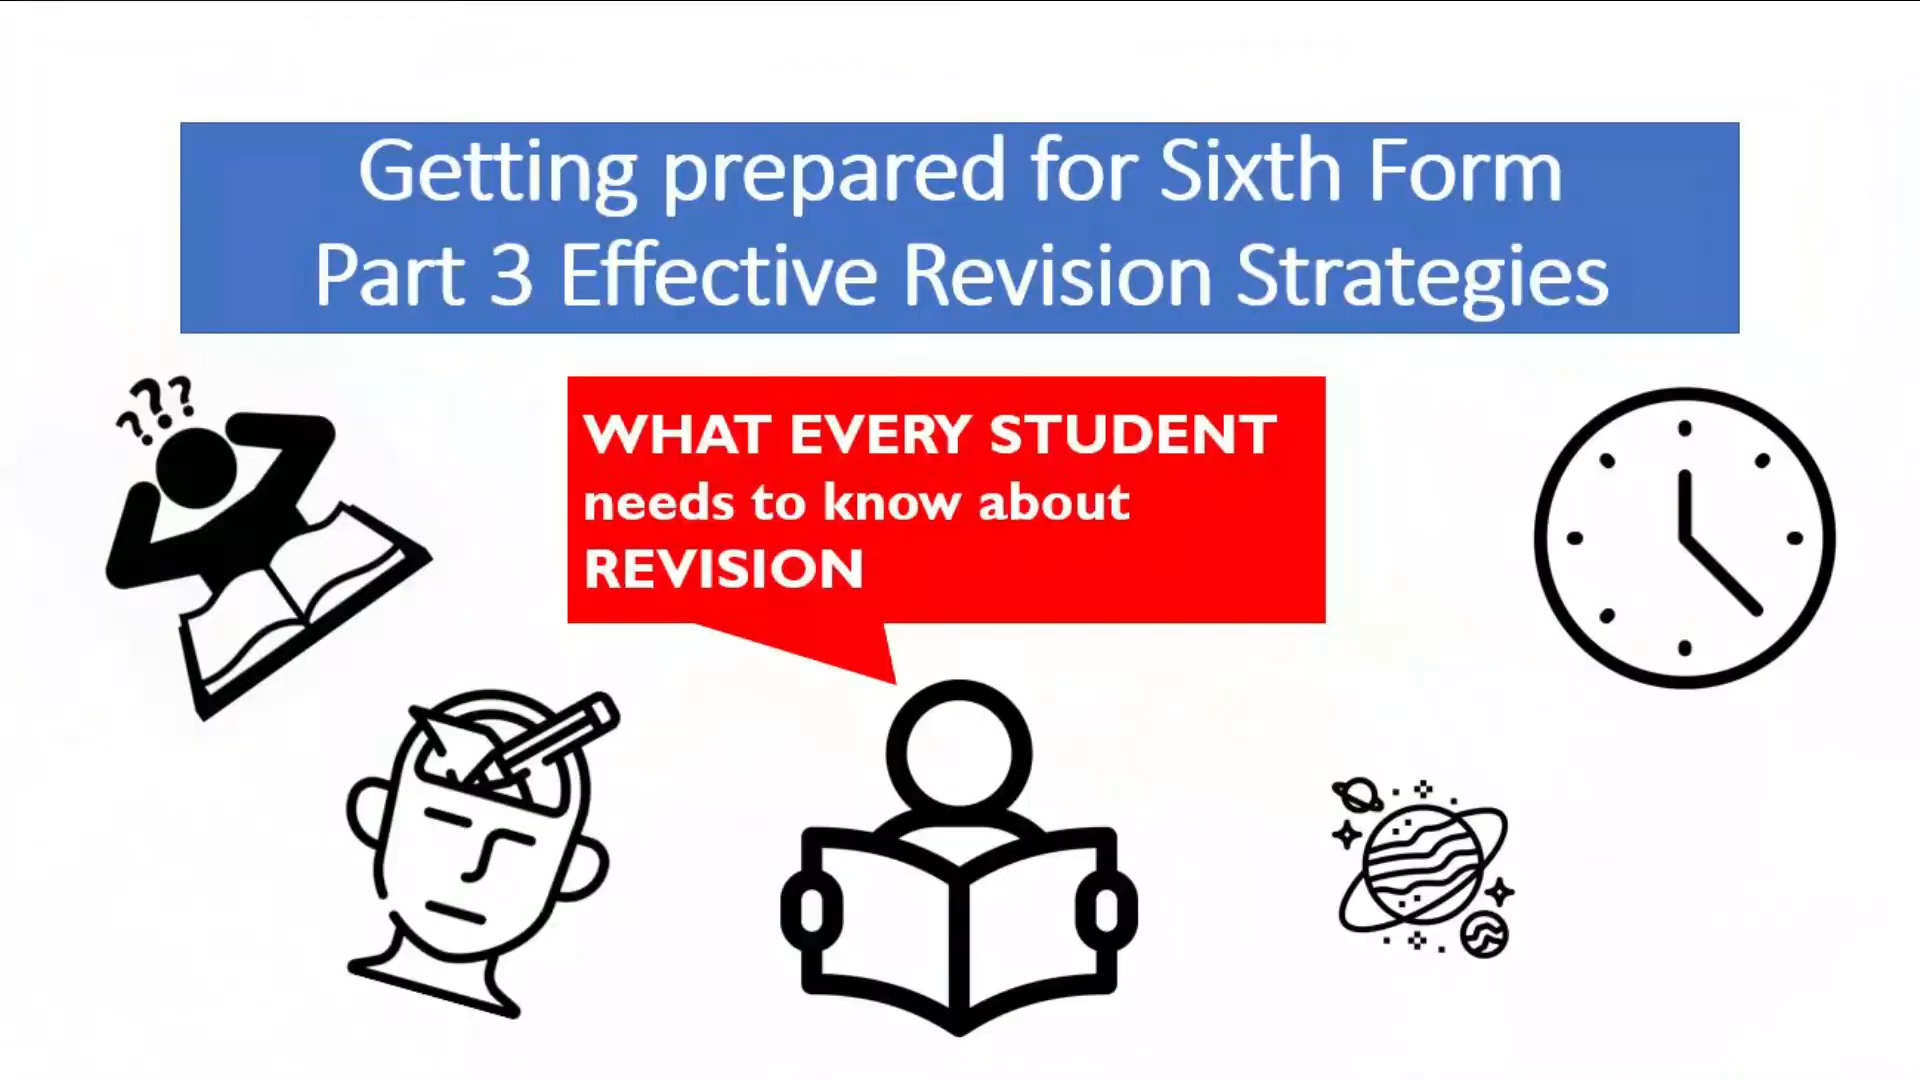 Getting prepared for Sixth Form
Part 3 Effective Revision Strategies
???
WHAT EVERY STUDENT
needs to know about
REVISION